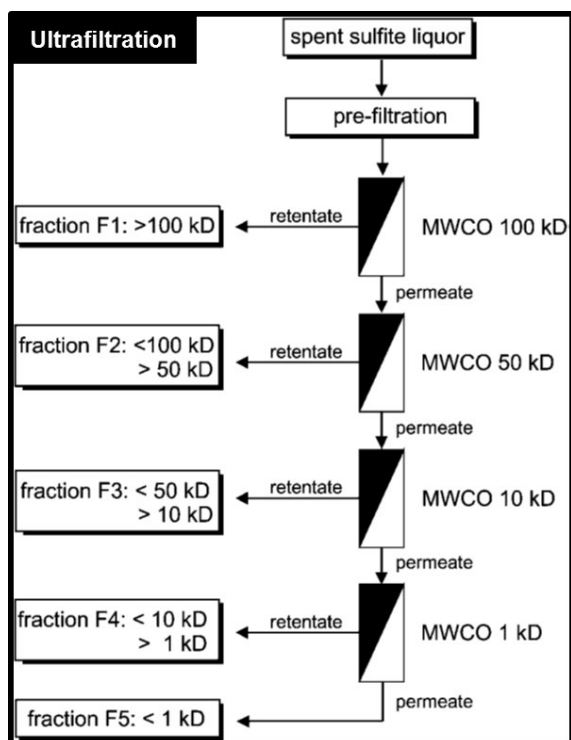 Ultrafiltration
spent sulfite liquor
pre-filtration
fraction F1: >100 kD
retentate
MWCO 100 kD
permeate
fraction F2: <100 kD
> 50 kD
retentate
MWCO 50 kD
permeate
fraction F3: < 50 kD
> 10 kD
retentate
MWCO 10 kD
permeate
fraction F4: < 10 kD
> 1 kD
retentate
MWCO 1 kD
permeate
fraction F5: < 1 kD